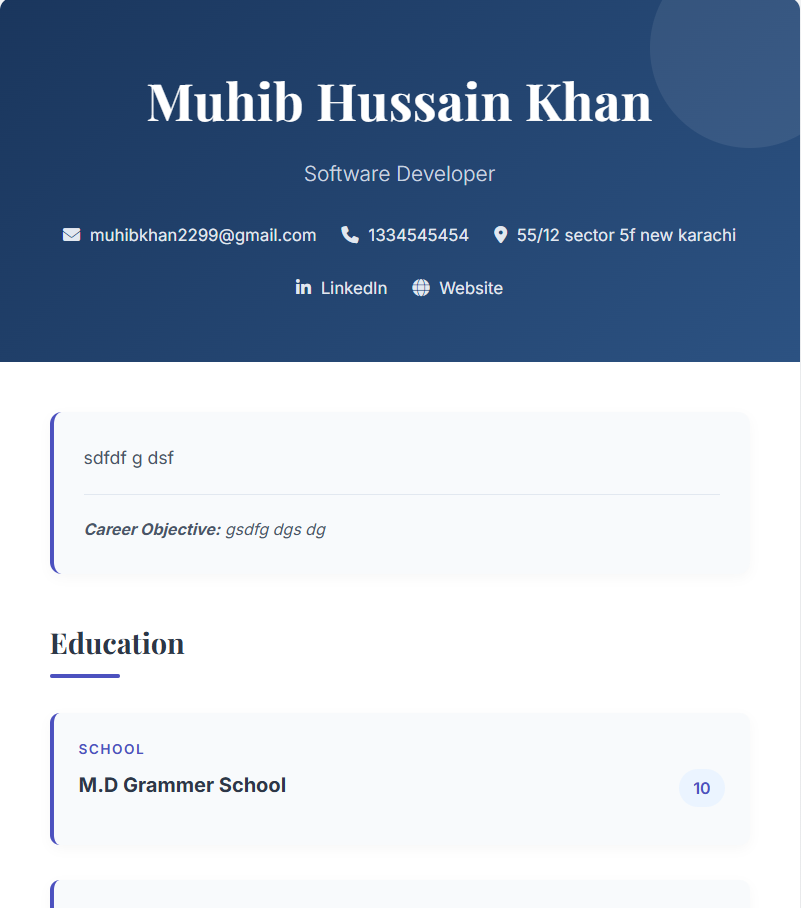 Muhib Hussain Khan
Software Developer
muhibkhan2299@gmail.com 1334545454 55/12 sector 5f new karachi
LinkedIn Website
sdfdf g dsf
Career Objective: gsdfg dgs dg
Education
SCHOOL
M.D Grammer School
10